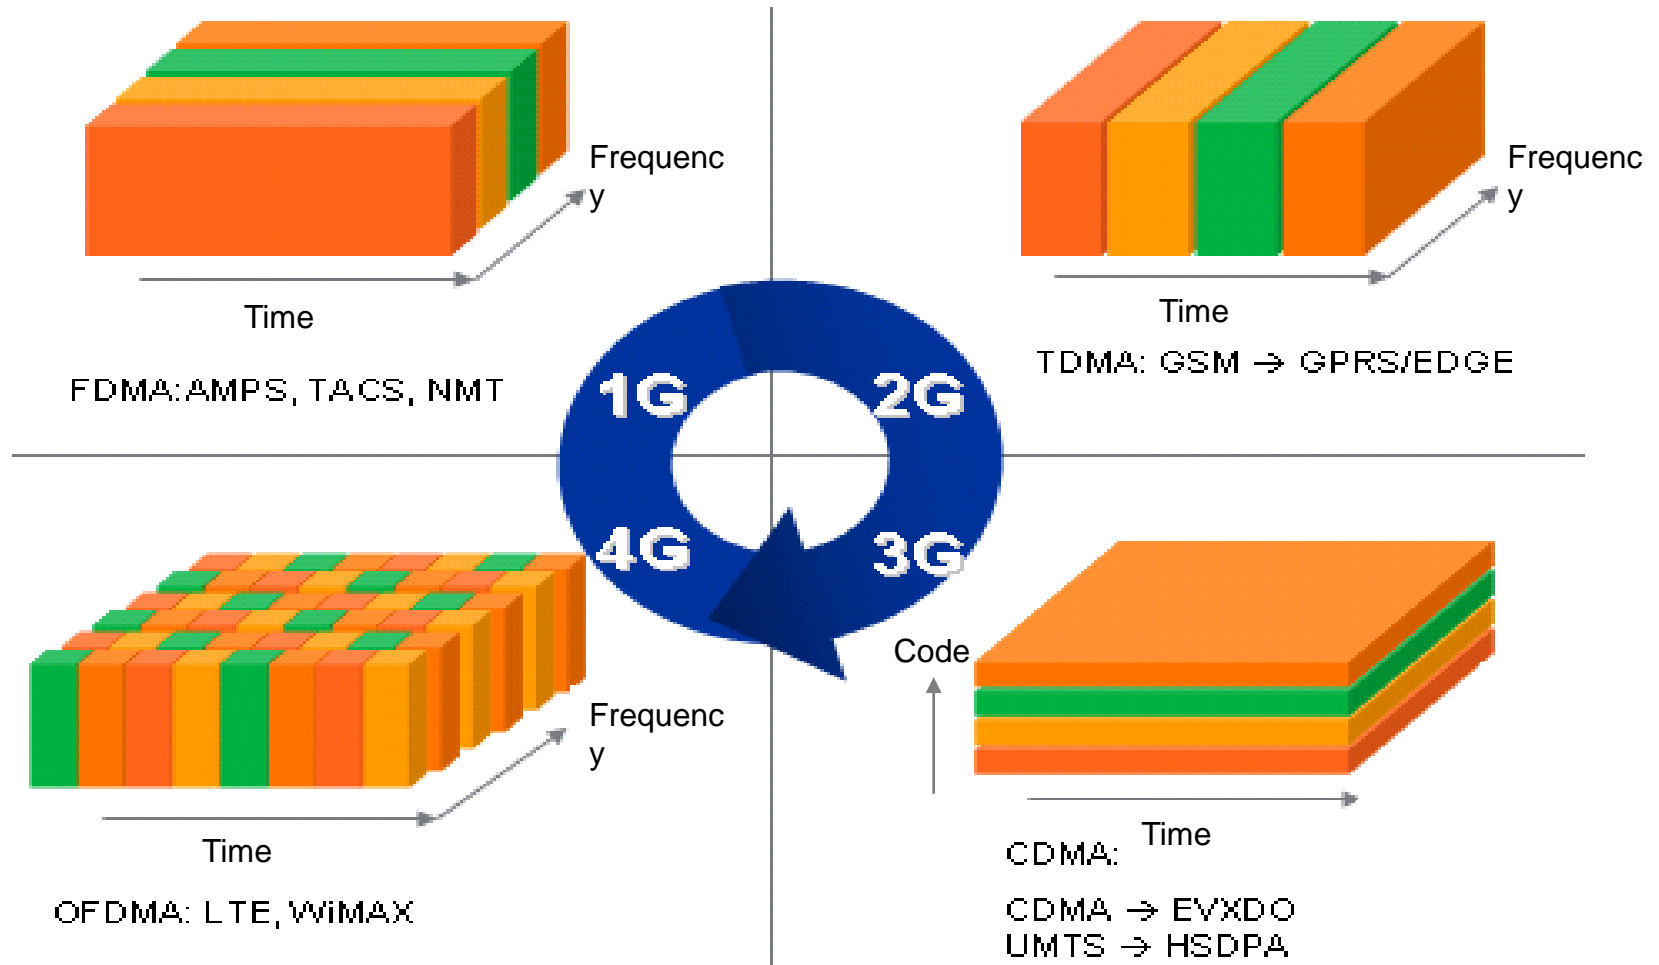 Frequenc
y
Time
FDMA:AMPS, TACS, NMT
Frequenc
y
Time
TDMA: GSM → GPRS/EDGE
1G
2G
4G
3G
Frequenc
y
Time
OFDMA: LTE, WiMAX
Code
Time
CDMA:
CDMA → EVXDO
UMTS → HSDPA